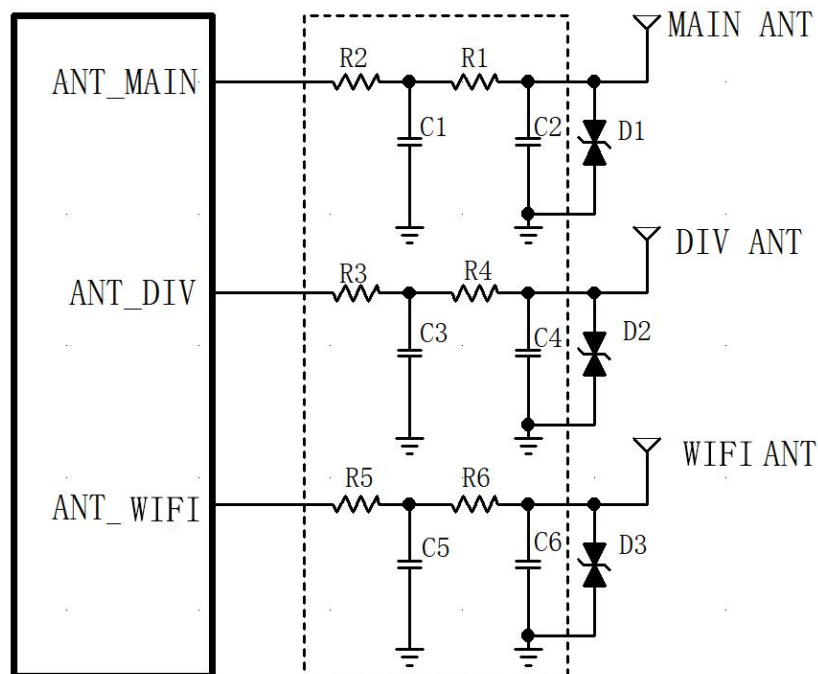 MAIN ANT
R2 R1
ANT_MAIN
C1 C2 D1
DIV ANT
R3 R4
ANT_DIV
C3 C4 D2
WIFI ANT
R5 R6
ANT_WIFI
C5 C6 D3